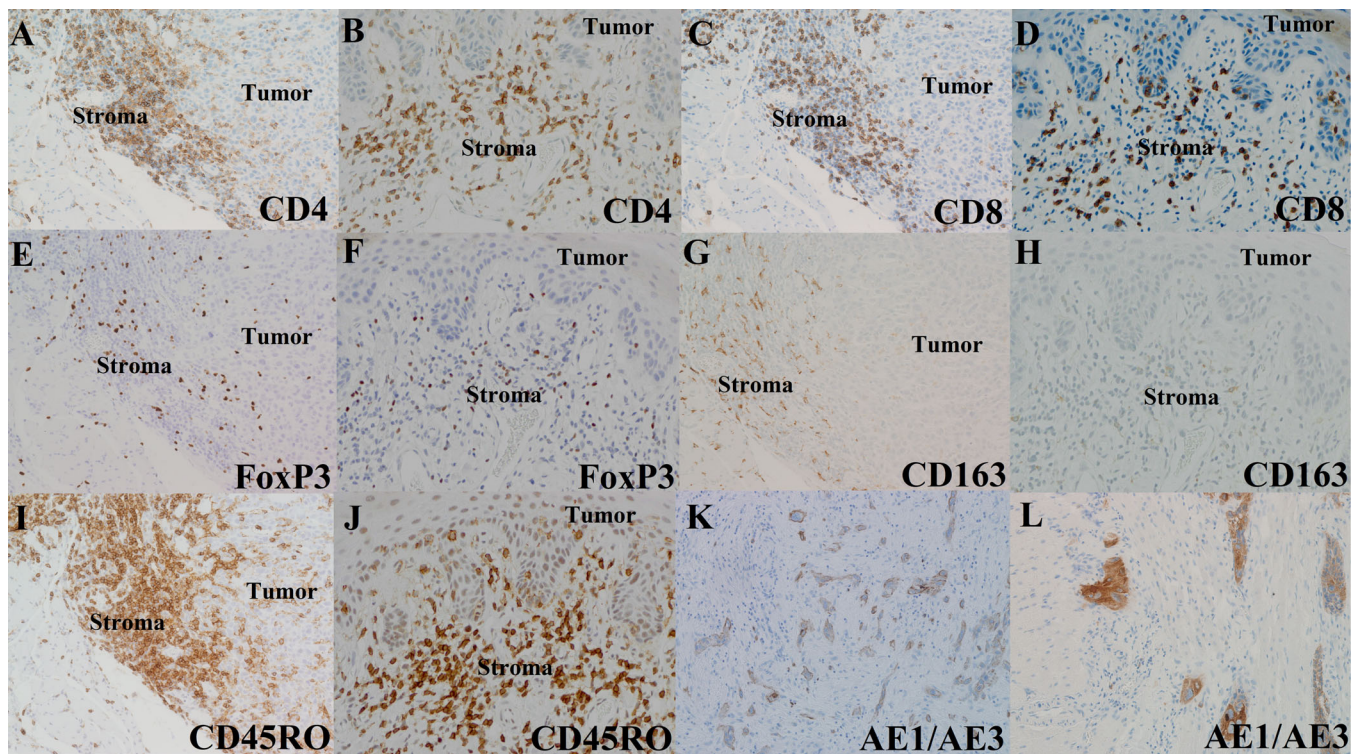 A
Stroma
Tumor
CD4
B
Tumor
Stroma
CD4
C
Tumor
Stroma
CD8
D
Tumor
Stroma
CD8
E
Tumor
Stroma
FoxP3
F
Tumor
Stroma
FoxP3
G
Tumor
Stroma
CD163
H
Tumor
Stroma
CD163
I
Tumor
Stroma
CD45RO
J
Tumor
Stroma
CD45RO
K
AE1/AE3
L
AE1/AE3